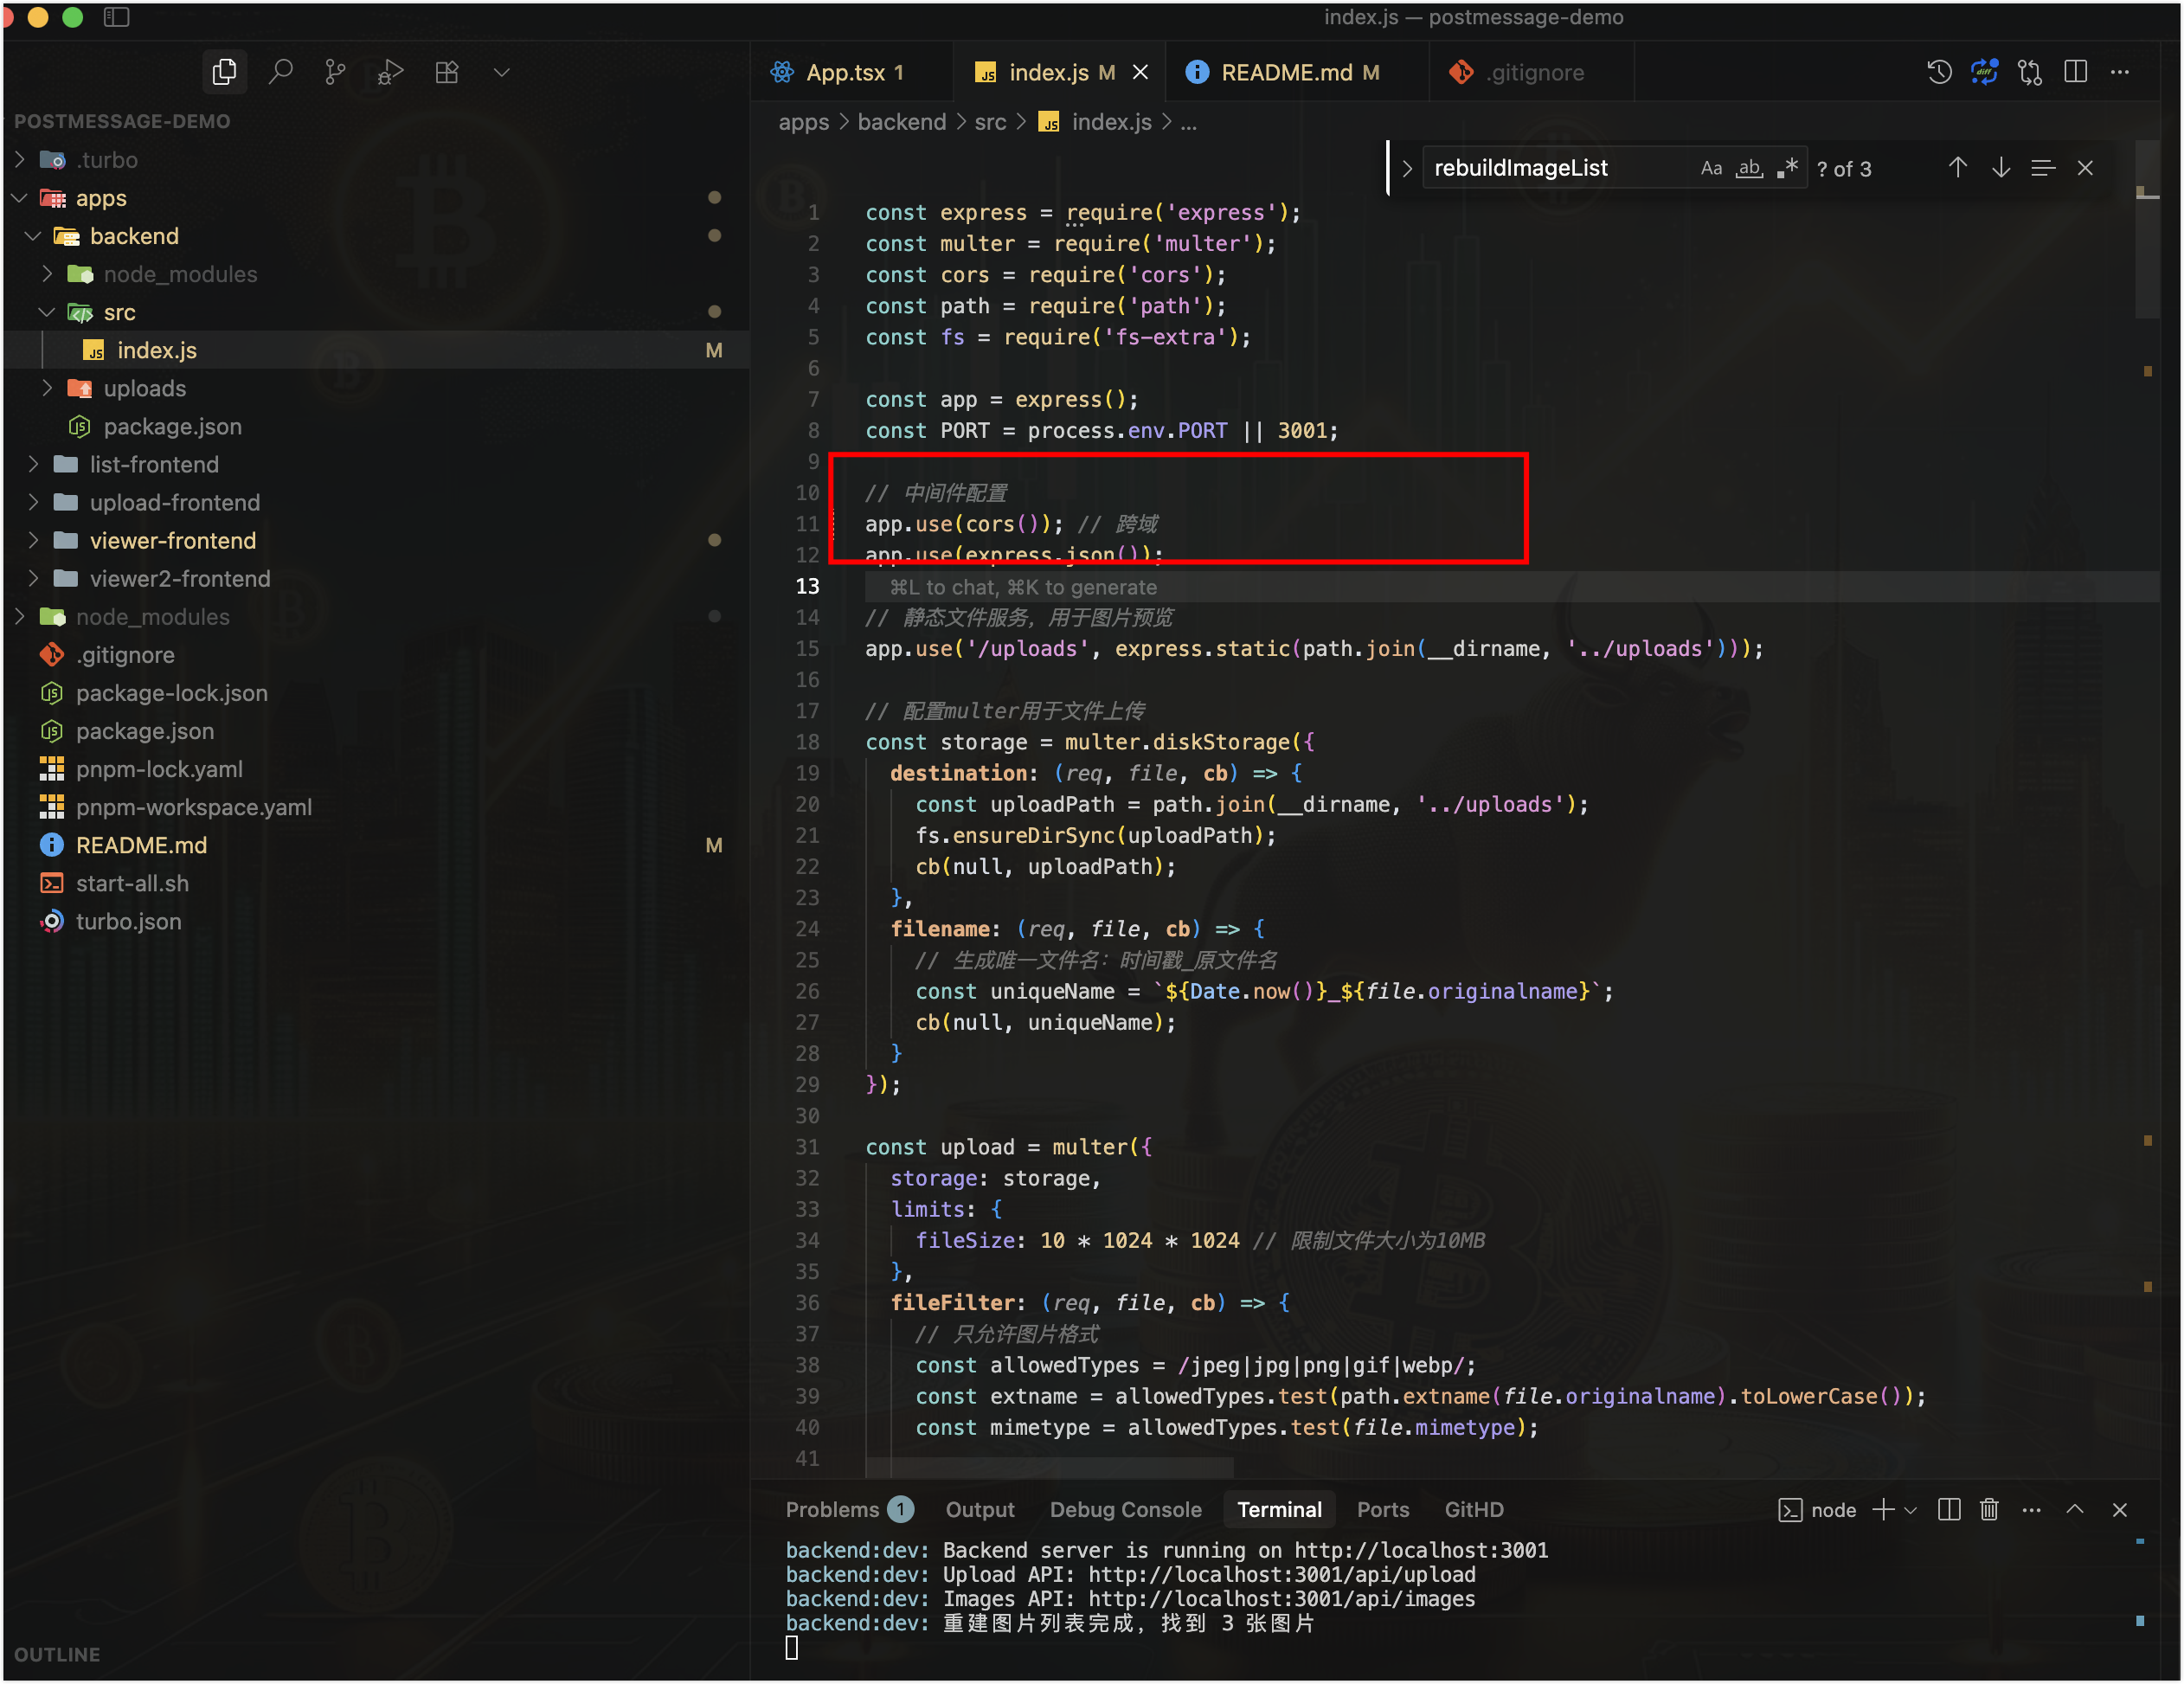 index.js — postmessage-demo
App.tsx 1
index.js M
README.md M
.gitignore
POSTMESSAGE-DEMO
.turbo
apps
backend
node_modules
src
index.js M
uploads
package.json
list-frontend
upload-frontend
viewer-frontend
viewer2-frontend
node_modules
.gitignore
package-lock.json
package.json
pnpm-lock.yaml
pnpm-workspace.yaml
README.md M
start-all.sh
turbo.json
OUTLINE
apps > backend > src > index.js > ...
rebuildImageList Aa ab ? of 3
1 const express = require('express');
2 const multer = require('multer');
3 const cors = require('cors');
4 const path = require('path');
5 const fs = require('fs-extra');
6
7 const app = express();
8 const PORT = process.env.PORT || 3001;
9
10 // 中间件配置
11 app.use(cors()); // 跨域
12 app.use(express.json());
13 ⌘L to chat, ⌘K to generate
14 // 静态文件服务，用于图片预览
15 app.use('/uploads', express.static(path.join(__dirname, '../uploads')));
16
17 // 配置multer用于文件上传
18 const storage = multer.diskStorage({
19 destination: (req, file, cb) => {
20 const uploadPath = path.join(__dirname, '../uploads');
21 fs.ensureDirSync(uploadPath);
22 cb(null, uploadPath);
23 },
24 filename: (req, file, cb) => {
25 // 生成唯一文件名：时间戳_原文件名
26 const uniqueName = `${Date.now()}_${file.originalname}`;
27 cb(null, uniqueName);
28 }
29 });
30
31 const upload = multer({
32 storage: storage,
33 limits: {
34 fileSize: 10 * 1024 * 1024 // 限制文件大小为10MB
35 },
36 fileFilter: (req, file, cb) => {
37 // 只允许图片格式
38 const allowedTypes = /jpeg|jpg|png|gif|webp/;
39 const extname = allowedTypes.test(path.extname(file.originalname).toLowerCase());
40 const mimetype = allowedTypes.test(file.mimetype);
41
Problems 1 Output Debug Console Terminal Ports GitHD node
backend:dev: Backend server is running on http://localhost:3001
backend:dev: Upload API: http://localhost:3001/api/upload
backend:dev: Images API: http://localhost:3001/api/images
backend:dev: 重建图片列表完成，找到 3 张图片